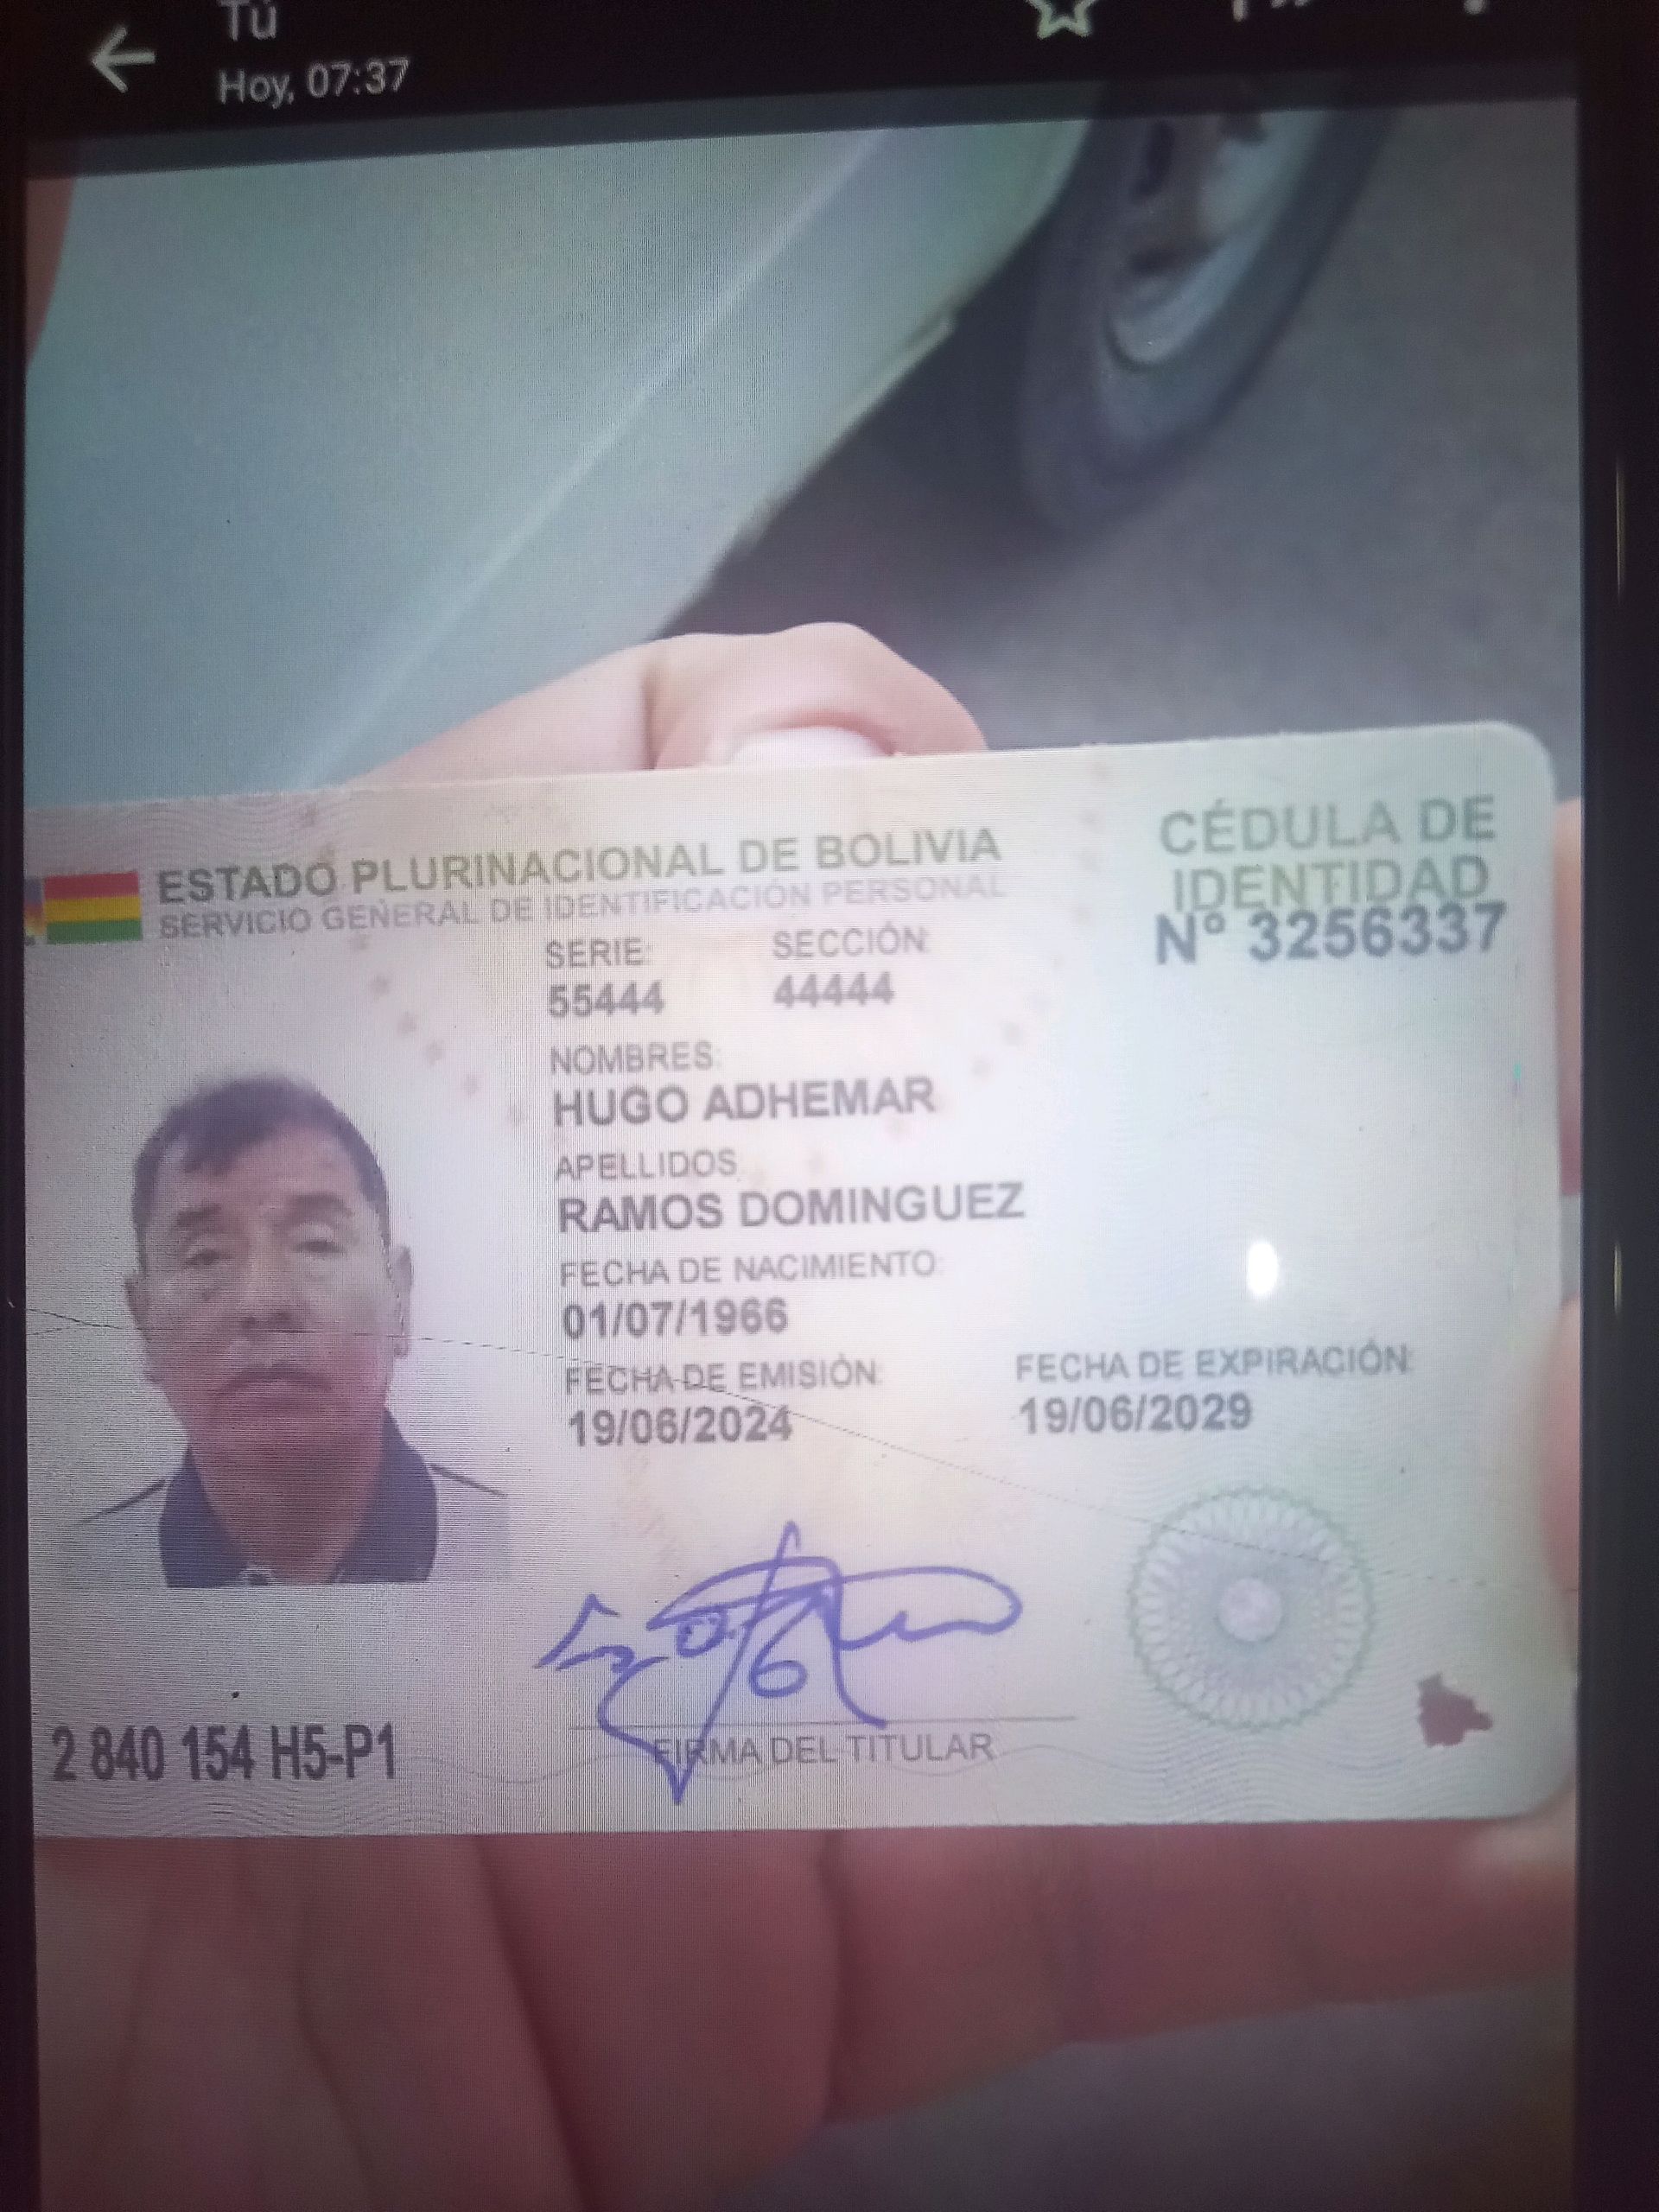 Tú
Hoy, 07:37
ESTADO PLURINACIONAL DE BOLIVIA
SERVICIO GENERAL DE IDENTIFICACIÓN PERSONAL
CÉDULA DE
IDENTIDAD
Nº 3256337
SERIE: SECCIÓN:
55444 44444
NOMBRES:
HUGO ADHEMAR
APELLIDOS
RAMOS DOMINGUEZ
FECHA DE NACIMIENTO:
01/07/1966
FECHA DE EMISIÓN: FECHA DE EXPIRACIÓN:
19/06/2024 19/06/2029
2 840 154 H5-P1
FIRMA DEL TITULAR